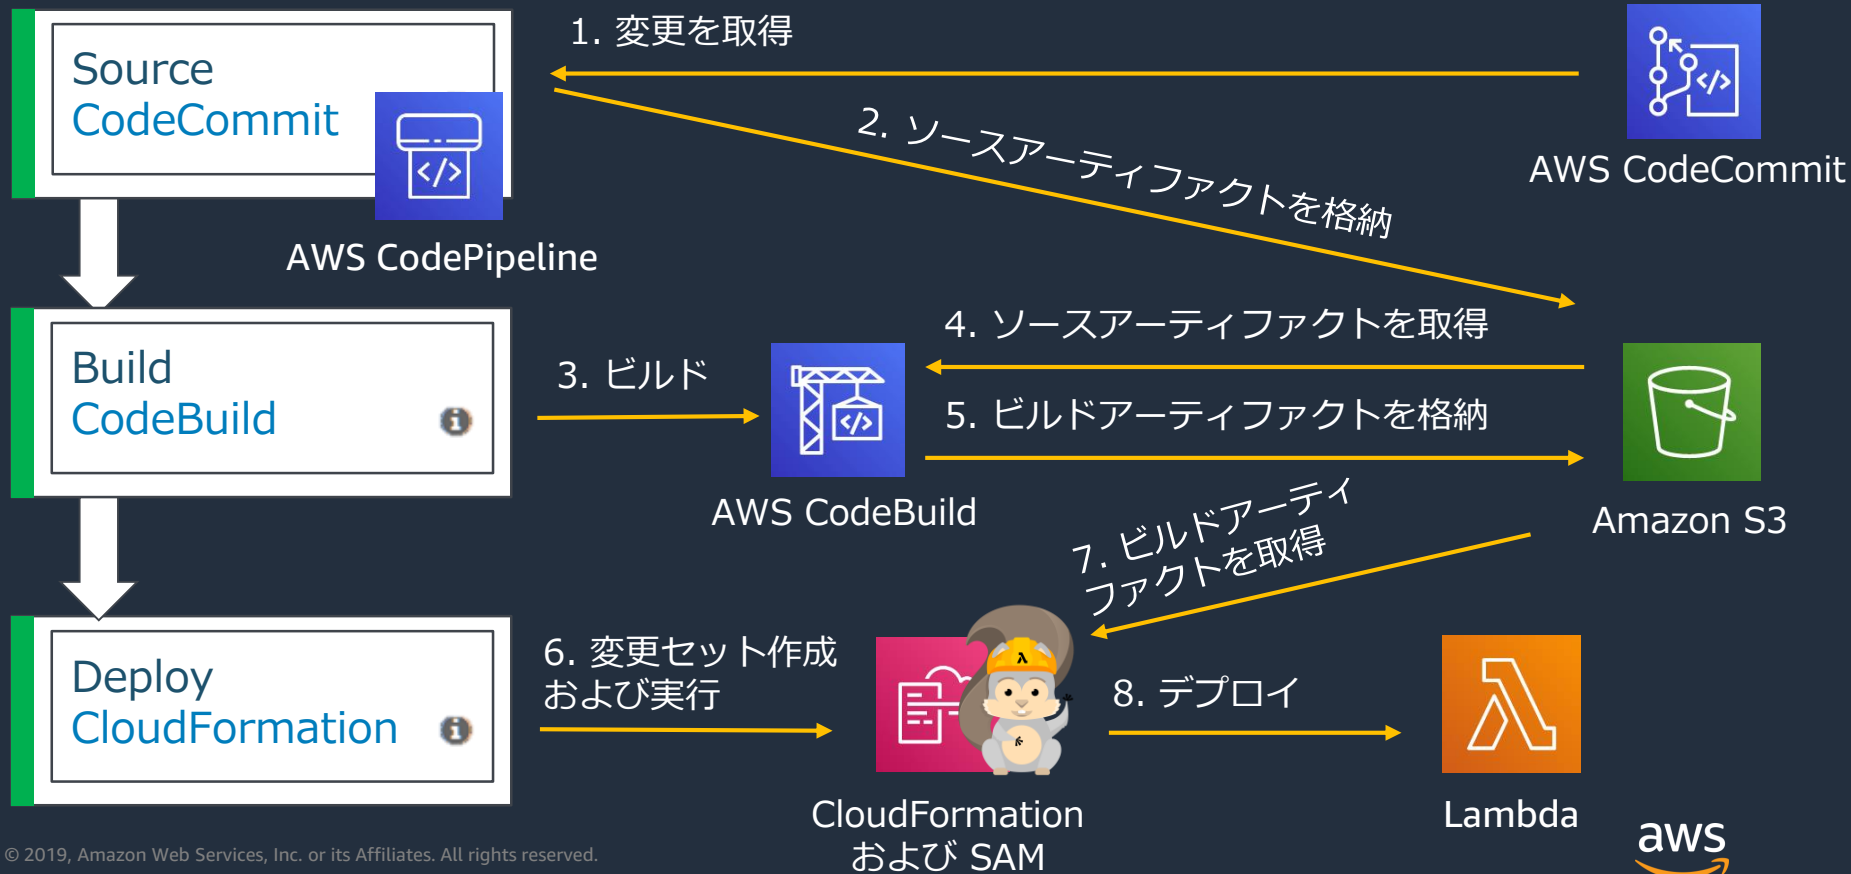 Source
CodeCommit
</>
AWS CodePipeline
1. 変更を取得
</>
AWS CodeCommit
2. ソースアーティファクトを格納
Build
CodeBuild
i
3. ビルド
</>
AWS CodeBuild
4. ソースアーティファクトを取得
5. ビルドアーティファクトを格納
Amazon S3
7. ビルドアーティ
ファクトを取得
Deploy
CloudFormation
i
6. 変更セット作成
および実行
λ
CloudFormation
および SAM
8. デプロイ
Lambda
© 2019, Amazon Web Services, Inc. or its Affiliates. All rights reserved.
aws